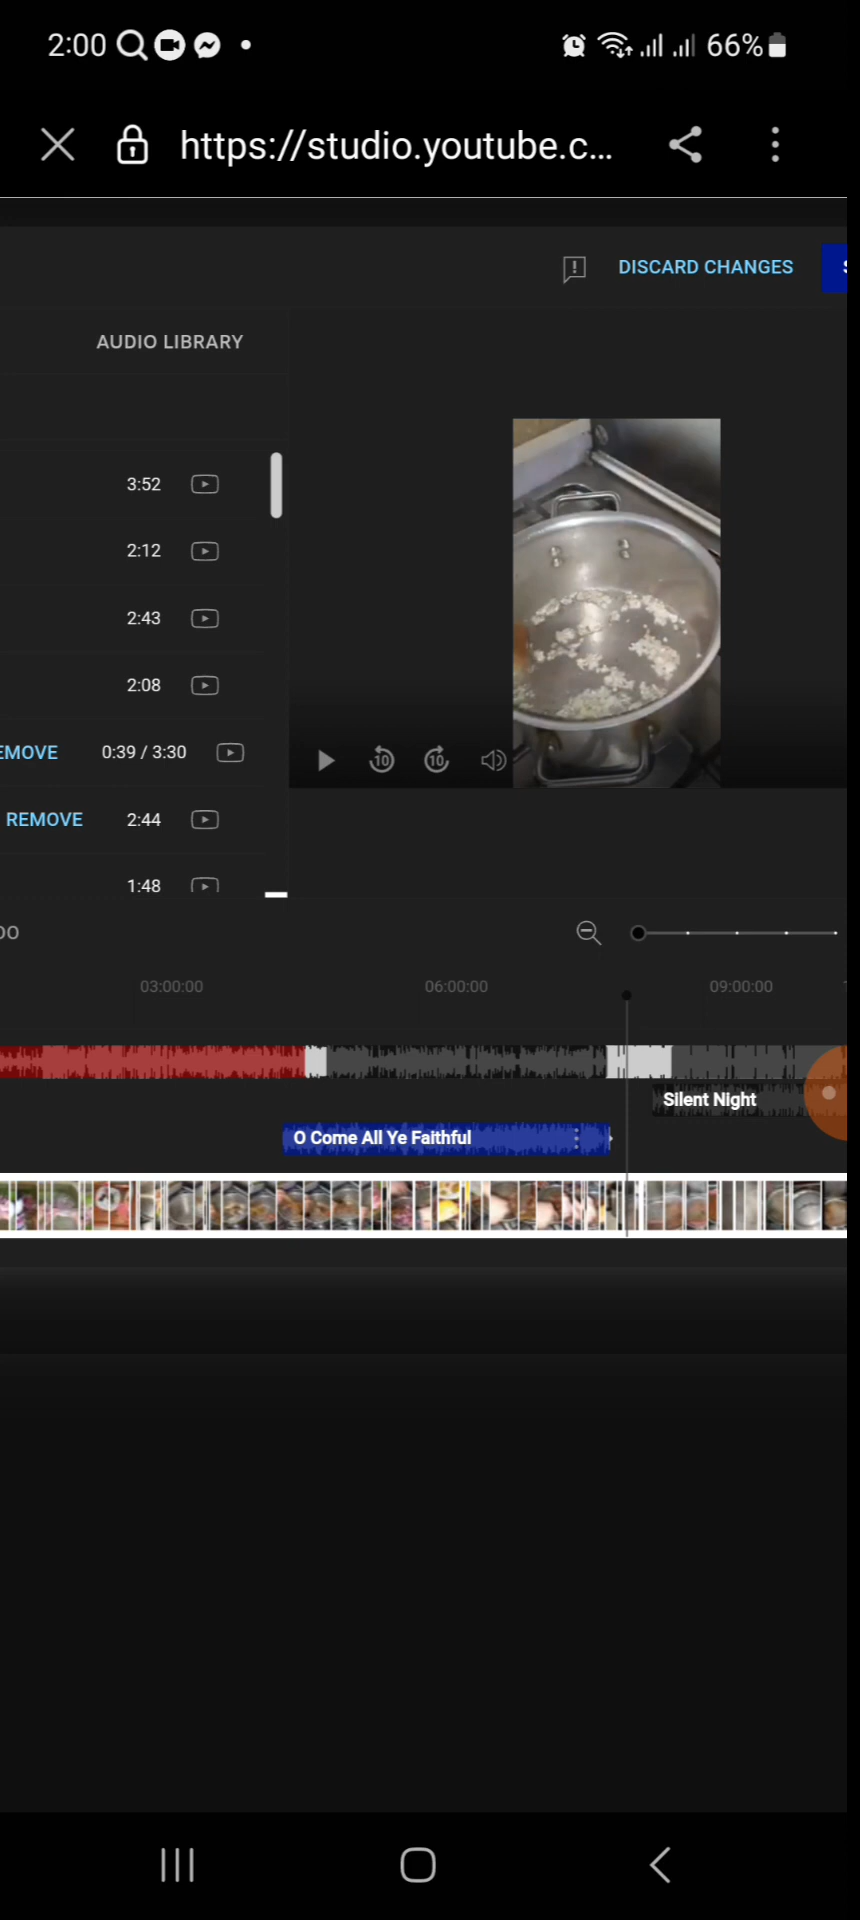 2:00
66%
https://studio.youtube.c...
DISCARD CHANGES
AUDIO LIBRARY
3:52
2:12
2:43
2:08
EMOVE 0:39 / 3:30
REMOVE 2:44
1:48
03:00:00 06:00:00 09:00:00
Silent Night
O Come All Ye Faithful